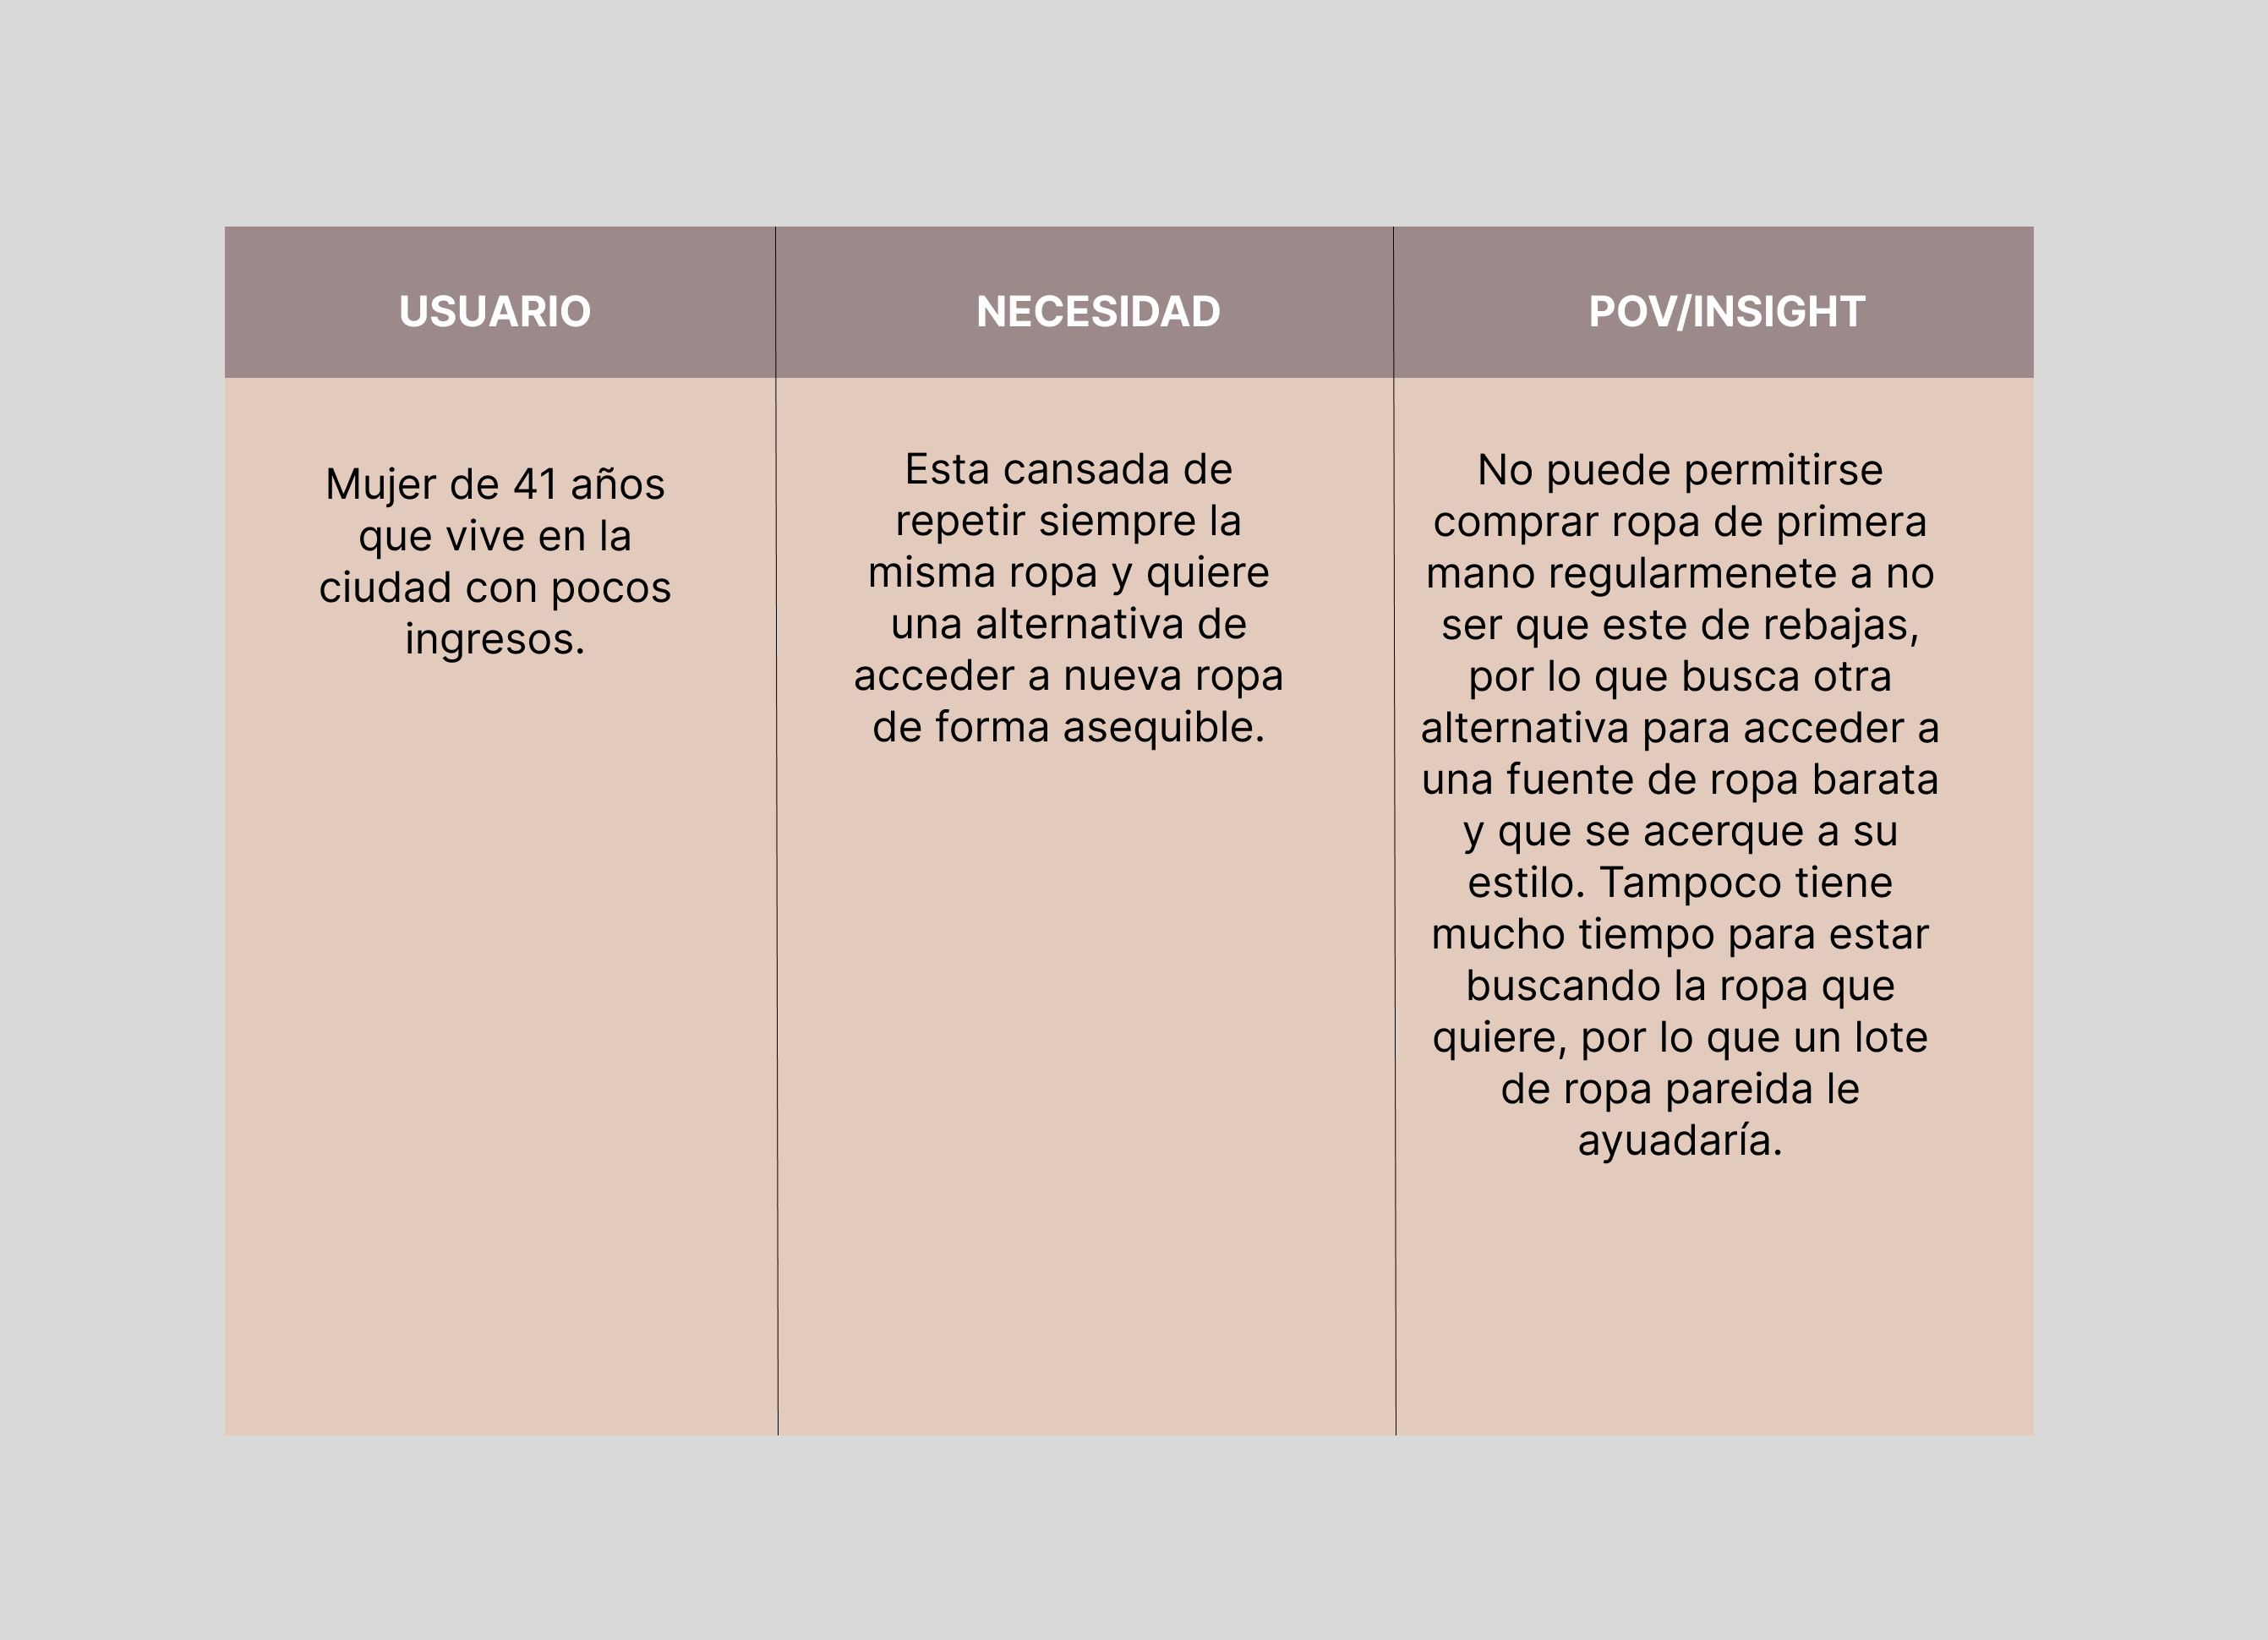 USUARIO
NECESIDAD
POV/INSIGHT
Mujer de 41 años
que vive en la
ciudad con pocos
ingresos.
Esta cansada de
repetir siempre la
misma ropa y quiere
una alternativa de
acceder a nueva ropa
de forma asequible.
No puede permitirse
comprar ropa de primera
mano regularmenete a no
ser que este de rebajas,
por lo que busca otra
alternativa para acceder a
una fuente de ropa barata
y que se acerque a su
estilo. Tampoco tiene
mucho tiempo para estar
buscando la ropa que
quiere, por lo que un lote
de ropa pareida le
ayuadaría.